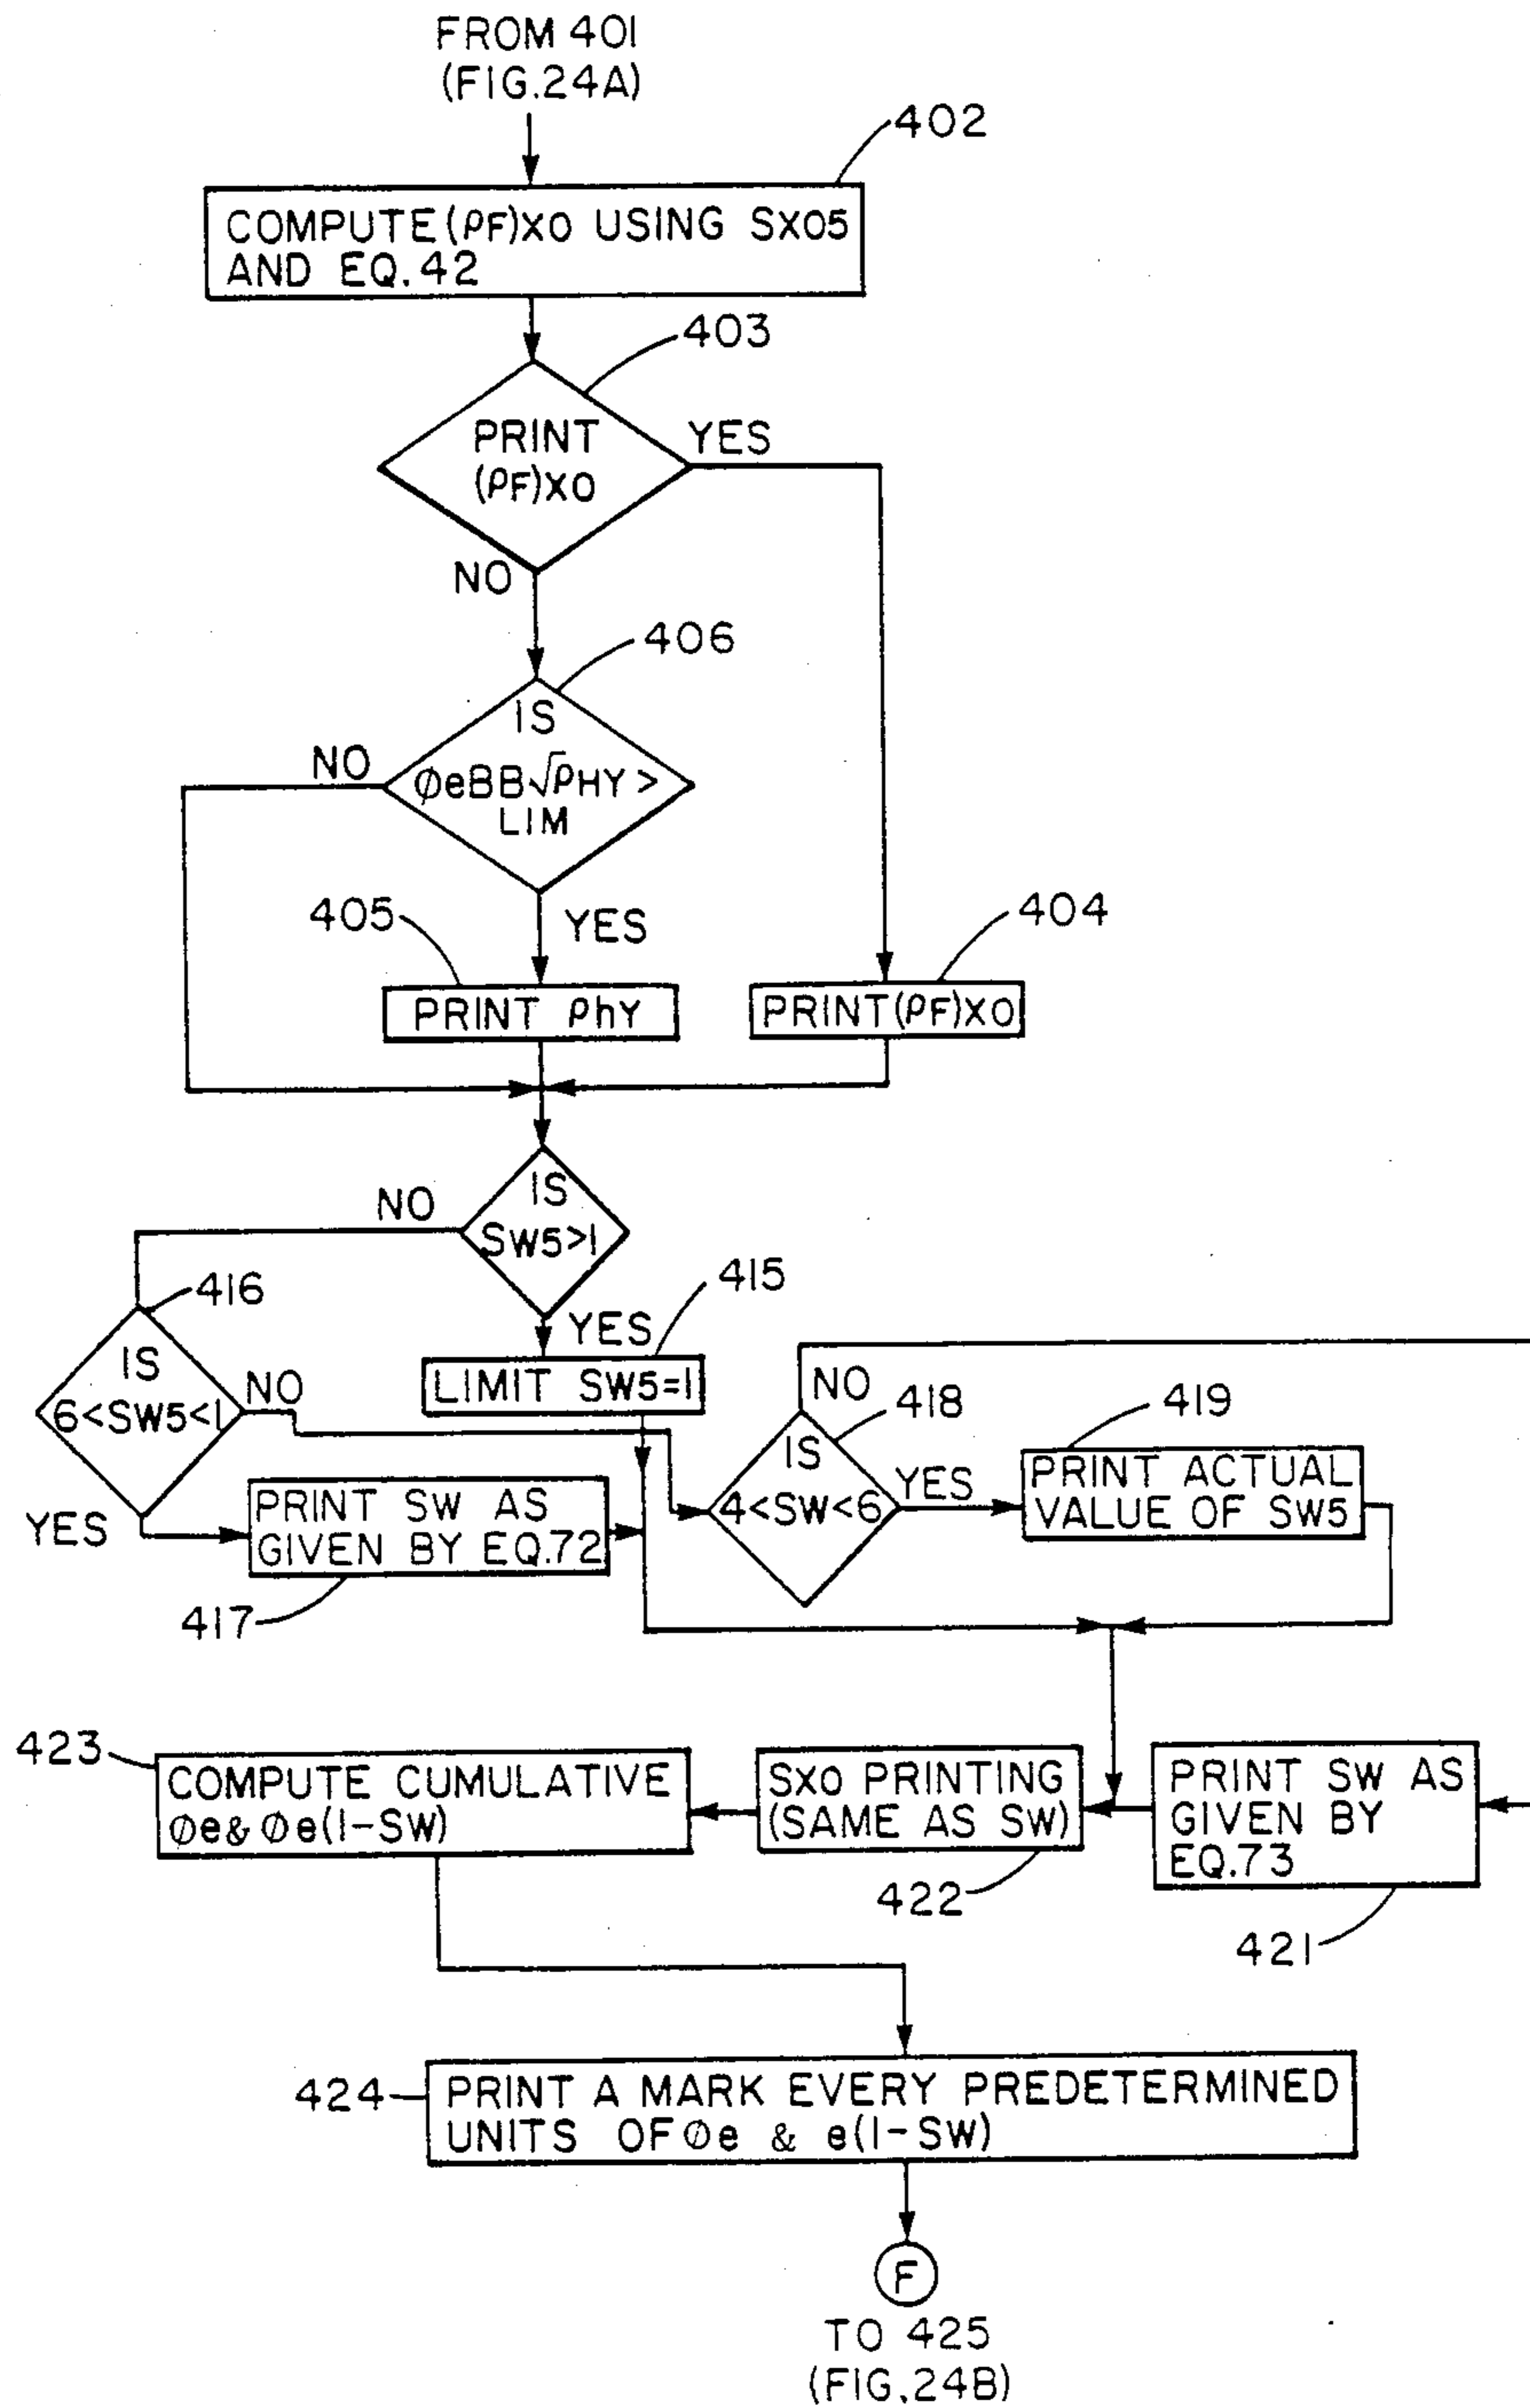 FROM 401
(FIG.24A)
402
COMPUTE(ρF)XO USING SXO5
AND EQ.42
403
PRINT
(ρF)XO
YES
NO
406
IS
ØeBB√ρHY >
LIM
NO
YES
405
404
PRINT ρhY
PRINT(ρF)XO
IS
SW5>1
NO
YES
416
415
IS
6<SW5<1
NO
YES
LIMIT SW5=1
NO
418
419
IS
4<SW<6
YES
PRINT ACTUAL
VALUE OF SW5
PRINT SW AS
GIVEN BY EQ.72
417
423
COMPUTE CUMULATIVE
Øe& Øe(1-SW)
SXO PRINTING
(SAME AS SW)
422
PRINT SW AS
GIVEN BY
EQ.73
421
424
PRINT A MARK EVERY PREDETERMINED
UNITS OF Øe & e(1-SW)
F
TO 425
(FIG.24B)